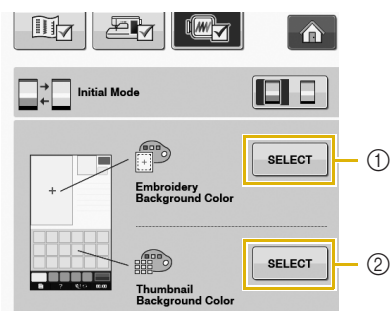 Initial Mode
SELECT
①
Embroidery
Background Color
SELECT
②
Thumbnail
Background Color